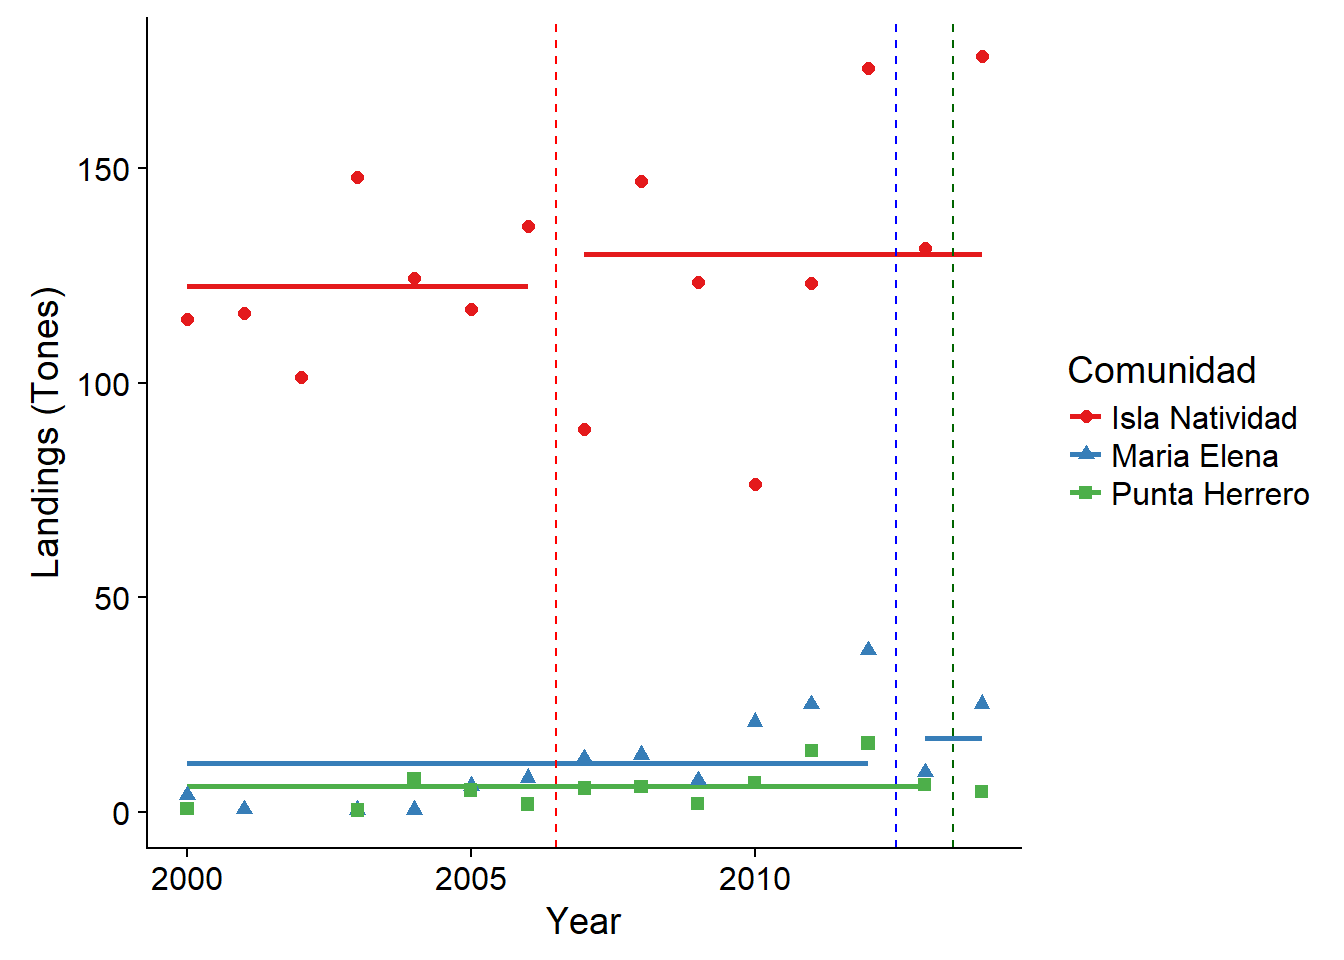 150
100
50
0
Landings (Tones)
2000
2005
2010
Year
Comunidad
Isla Natividad
Maria Elena
Punta Herrero